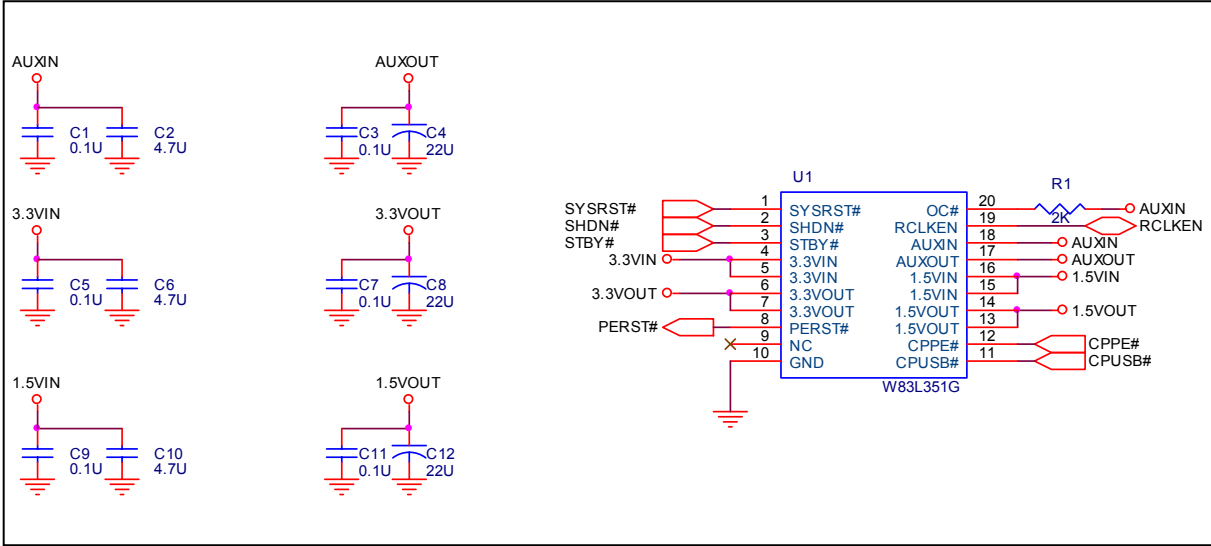 AUXIN
AUXOUT
C1
0.1U
C2
4.7U
C3
0.1U
C4
22U
3.3VIN
3.3VOUT
C5
0.1U
C6
4.7U
C7
0.1U
C8
22U
1.5VIN
1.5VOUT
C9
0.1U
C10
4.7U
C11
0.1U
C12
22U
U1
SYSRST# 1 SYSRST#
SHDN# 2 SHDN#
STBY# 3 STBY#
3.3VIN 4 3.3VIN
5 3.3VIN
3.3VOUT 6 3.3VOUT
7 3.3VOUT
PERST# 8 PERST#
9 NC
10 GND
R1
OC# 20 2K AUXIN
RCLKEN 19 RCLKEN
AUXIN 18 AUXIN
AUXOUT 17 AUXOUT
1.5VIN 16 1.5VIN
1.5VIN 15
1.5VOUT 14 1.5VOUT
1.5VOUT 13
CPPE# 12 CPPE#
CPUSB# 11 CPUSB#
W83L351G